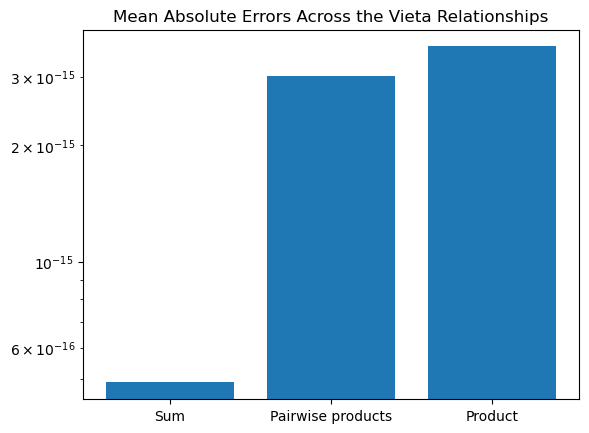 Mean Absolute Errors Across the Vieta Relationships
3 × 10⁻¹⁵
2 × 10⁻¹⁵
10⁻¹⁵
6 × 10⁻¹⁶
Sum Pairwise products Product